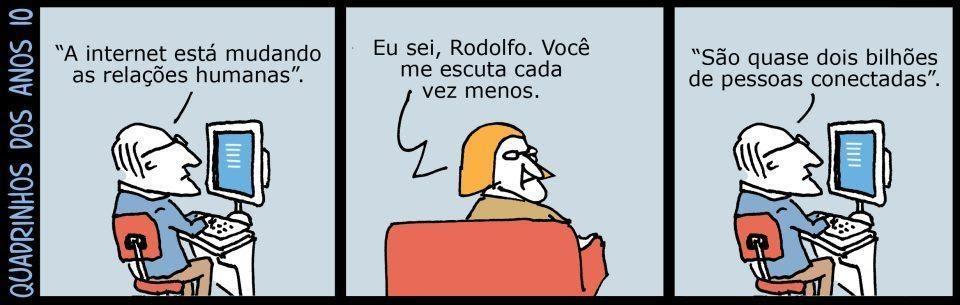 QUADRINHOS DOS ANOS 10
“A internet está mudando
as relações humanas”.
Eu sei, Rodolfo. Você
me escuta cada
vez menos.
“São quase dois bilhões
de pessoas conectadas”.